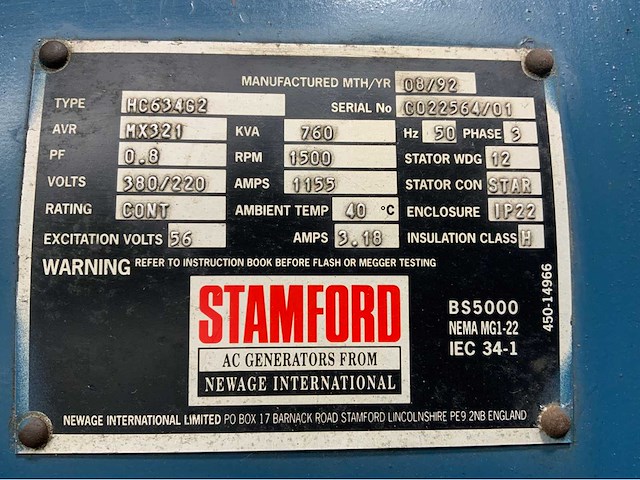 MANUFACTURED MTH/YR 08/92
TYPE HC634G2 SERIAL No C022564/01
AVR MX321 KVA 760 Hz 50 PHASE 3
PF 0.8 RPM 1500 STATOR WDG 12
VOLTS 380/220 AMPS 1155 STATOR CON STAR
RATING CONT AMBIENT TEMP 40 °C ENCLOSURE IP22
EXCITATION VOLTS 56 AMPS 3.18 INSULATION CLASS H
WARNING REFER TO INSTRUCTION BOOK BEFORE FLASH OR MEGGER TESTING
STAMFORD
AC GENERATORS FROM
NEWAGE INTERNATIONAL
BS5000
NEMA MG1-22
IEC 34-1
450-14966
NEWAGE INTERNATIONAL LIMITED PO BOX 17 BARNACK ROAD STAMFORD LINCOLNSHIRE PE9 2NB ENGLAND